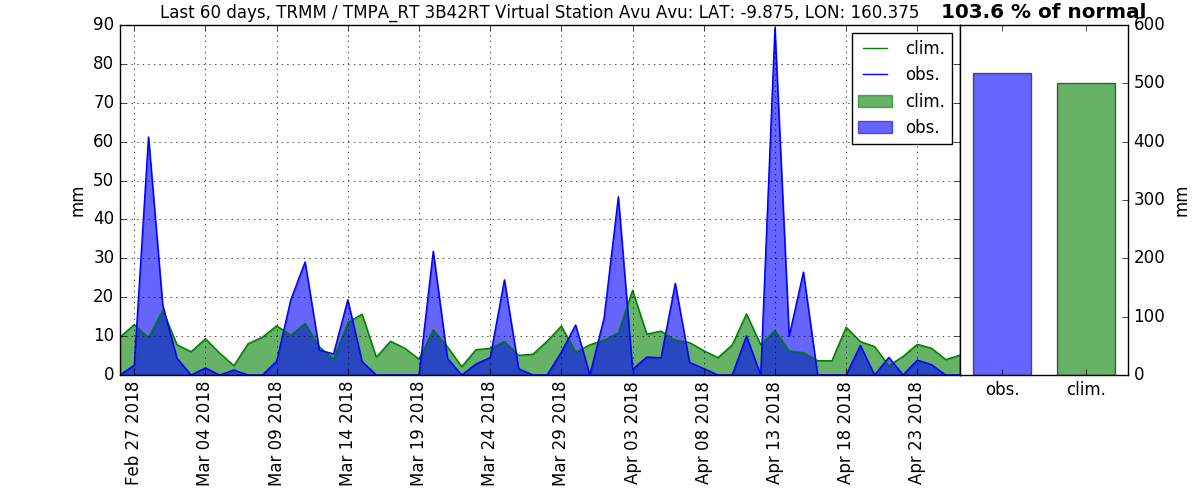 Last 60 days, TRMM / TMPA_RT 3B42RT Virtual Station Avu Avu: LAT: -9.875, LON: 160.375
103.6 % of normal
90
80
70
60
50
40
30
20
10
0
mm
clim.
obs.
clim.
obs.
Feb 27 2018
Mar 04 2018
Mar 09 2018
Mar 14 2018
Mar 19 2018
Mar 24 2018
Mar 29 2018
Apr 03 2018
Apr 08 2018
Apr 13 2018
Apr 18 2018
Apr 23 2018
600
500
400
300
200
100
0
mm
obs.
clim.